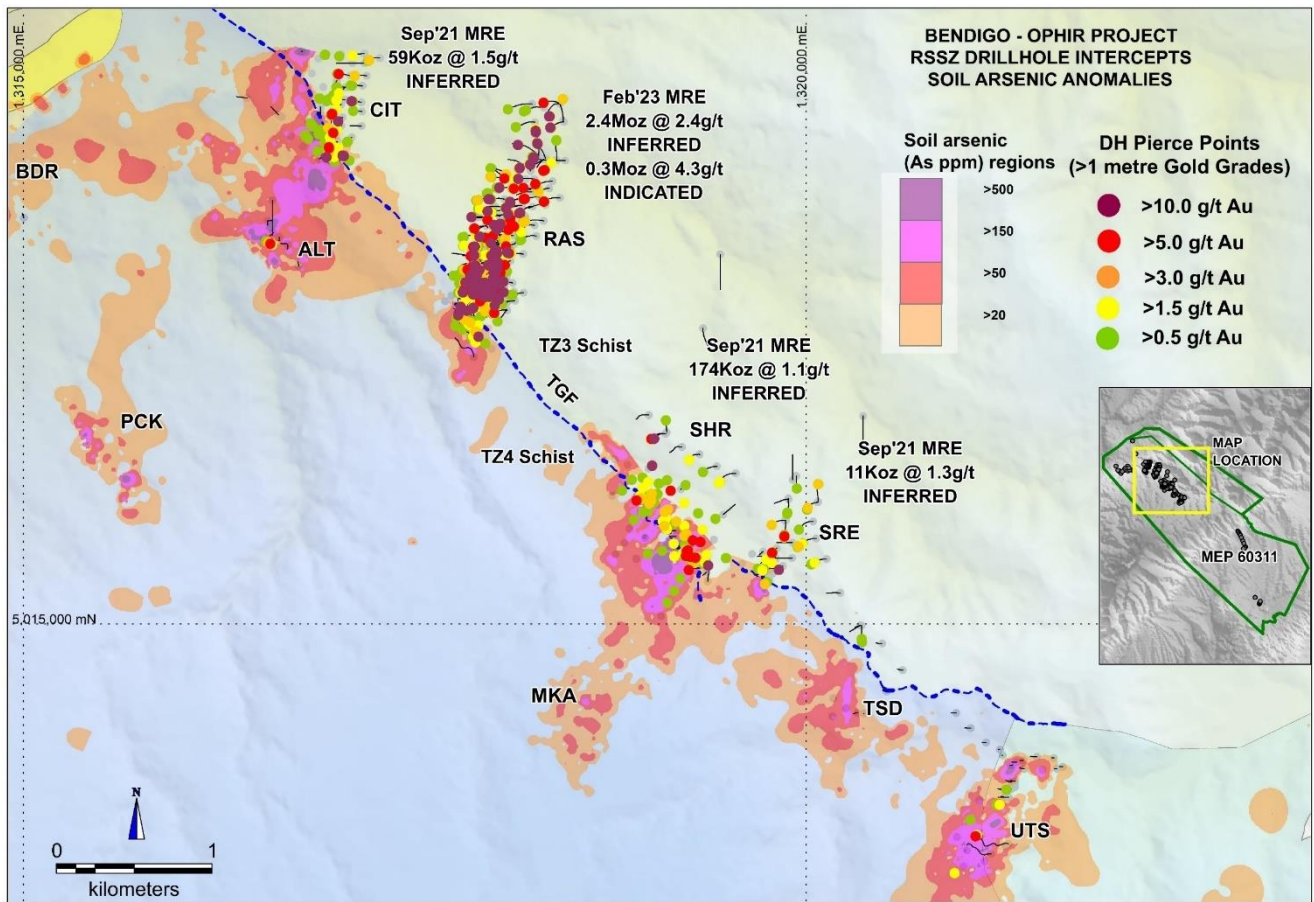 1,315,000 mE.
Sep'21 MRE
59Koz @ 1.5g/t
INFERRED
CIT
Feb'23 MRE
2.4Moz @ 2.4g/t
INFERRED
0.3Moz @ 4.3g/t
INDICATED
1,320,000 mE.
BENDIGO - OPHIR PROJECT
RSSZ DRILLHOLE INTERCEPTS
SOIL ARSENIC ANOMALIES
Soil arsenic
(As ppm) regions
>500
>150
>50
>20
DH Pierce Points
(>1 metre Gold Grades)
>10.0 g/t Au
>5.0 g/t Au
>3.0 g/t Au
>1.5 g/t Au
>0.5 g/t Au
BDR
ALT
RAS
TZ3 Schist
TGF
Sep'21 MRE
174Koz @ 1.1g/t
INFERRED
PCK
TZ4 Schist
SHR
Sep'21 MRE
11Koz @ 1.3g/t
INFERRED
SRE
MAP
LOCATION
MEP 60311
5,015,000 mN
MKA
TSD
UTS
N
0
1
kilometers